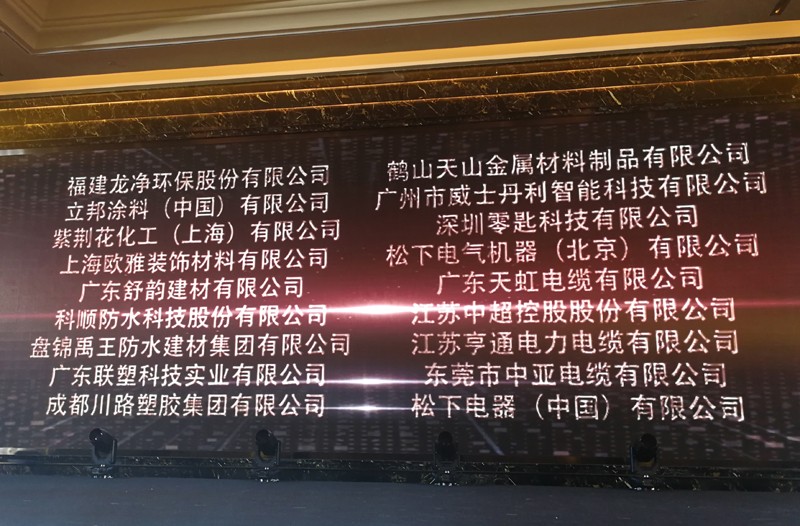 福建龙净环保股份有限公司
立邦涂料（中国）有限公司
紫荆花化工（上海）有限公司
上海欧雅装饰材料有限公司
广东舒韵建材有限公司
科顺防水科技股份有限公司
盘锦禹王防水建材集团有限公司
广东联塑科技实业有限公司
成都川路塑胶集团有限公司
鹤山天山金属材料制品有限公司
广州市威士丹利智能科技有限公司
深圳零匙科技有限公司
松下电气机器（北京）有限公司
广东天虹电缆有限公司
江苏中超控股股份有限公司
江苏亨通电力电缆有限公司
东莞市中亚电缆有限公司
松下电器（中国）有限公司